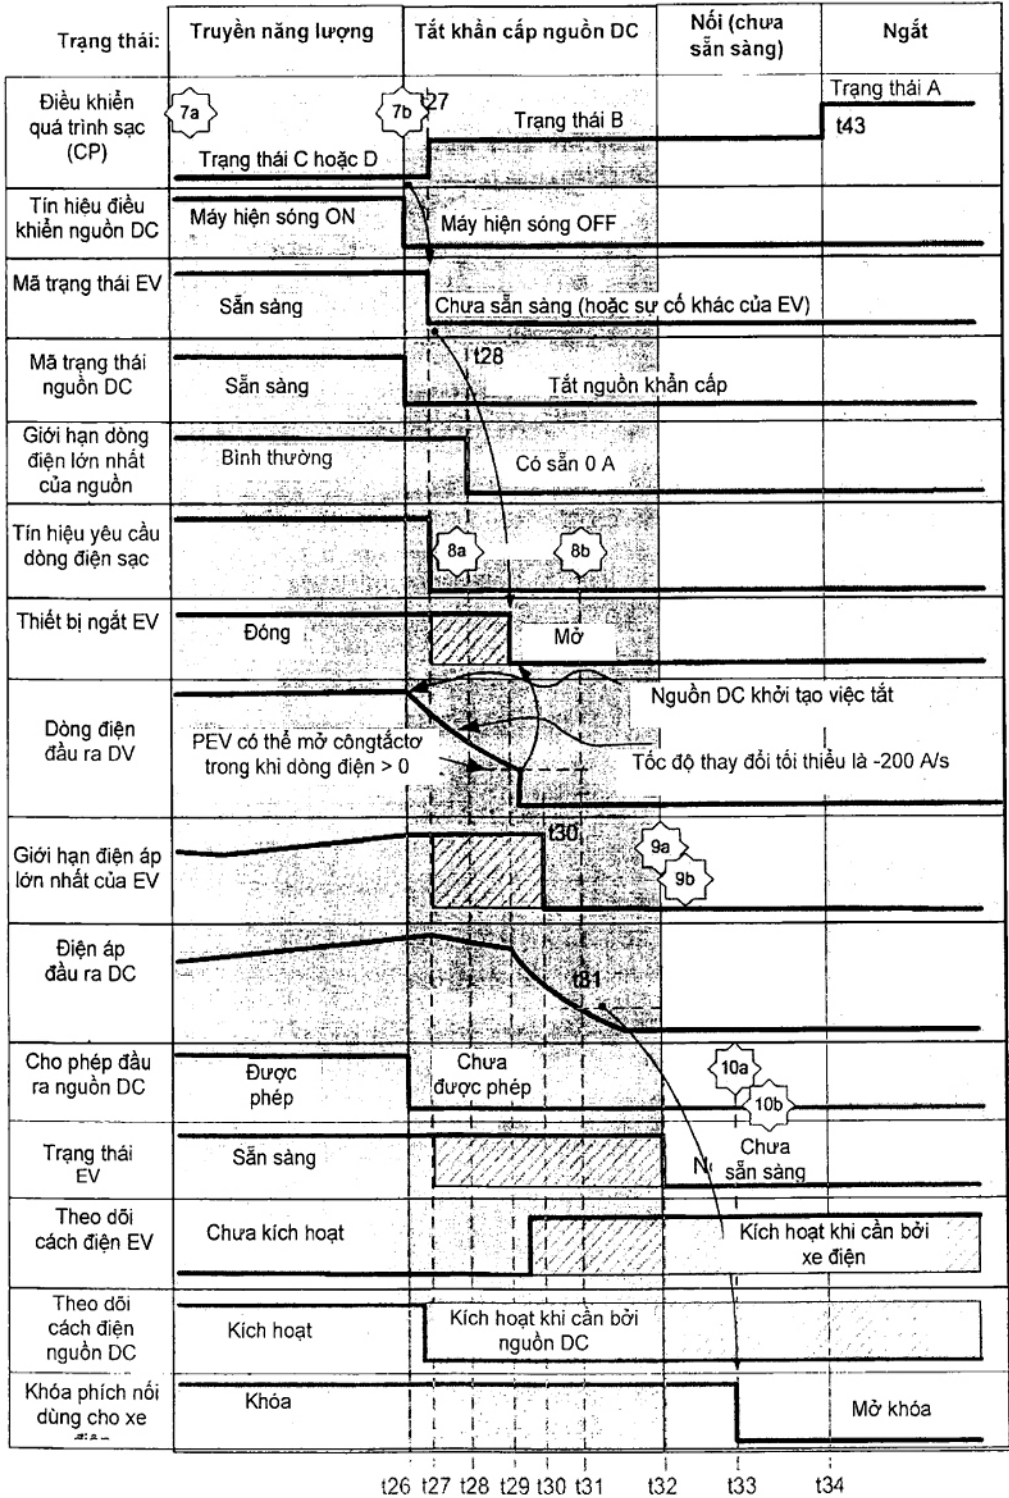 Trạng thái:
Truyền năng lượng
Tắt khẩn cấp nguồn DC
Nối (chưa
sẵn sàng)
Ngắt
Điều khiển
quá trình sạc
(CP)
7a
7b
t27
Trạng thái C hoặc D
Trạng thái B
Trạng thái A
t43
Tín hiệu điều
khiển nguồn DC
Máy hiện sóng ON
Máy hiện sóng OFF
Mã trạng thái EV
Sẵn sàng
Chưa sẵn sàng (hoặc sự cố khác của EV)
Mã trạng thái
nguồn DC
Sẵn sàng
t28
Tắt nguồn khẩn cấp
Giới hạn dòng
điện lớn nhất
của nguồn
Bình thường
Có sẵn 0 A
Tín hiệu yêu cầu
dòng điện sạc
8a
8b
Thiết bị ngắt EV
Đóng
Mở
Dòng điện
đầu ra DV
Nguồn DC khởi tạo việc tắt
PEV có thể mở côngtắctơ
trong khi dòng điện > 0
Tốc độ thay đổi tối thiểu là -200 A/s
Giới hạn điện áp
lớn nhất của EV
t30
9a
9b
Điện áp
đầu ra DC
t81
Cho phép đầu
ra nguồn DC
Được
phép
Chưa
được phép
10a
10b
Trạng thái
EV
Sẵn sàng
Chưa
sẵn sàng
Theo dõi
cách điện EV
Chưa kích hoạt
Kích hoạt khi cần bởi
xe điện
Theo dõi
cách điện
nguồn DC
Kích hoạt
Kích hoạt khi cần bởi
nguồn DC
Khóa phích nối
dùng cho xe
Khóa
Mở khóa
t26 t27 t28 t29 t30 t31 t32 t33 t34